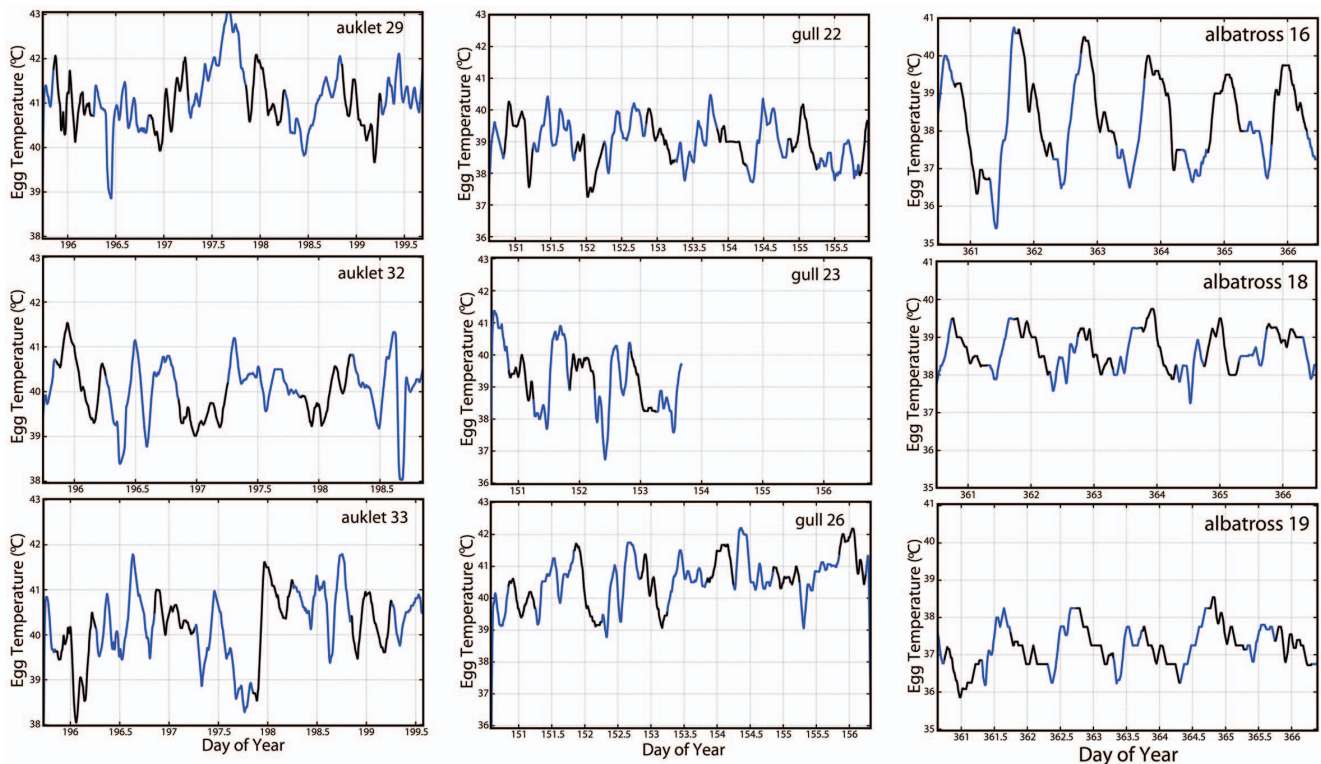 auklet 29
Egg Temperature (ºC)
43
42
41
40
39
38
196 196.5 197 197.5 198 198.5 199 199.5
gull 22
Egg Temperature (ºC)
43
42
41
40
39
38
37
36
151 151.5 152 152.5 153 153.5 154 154.5 155 155.5
albatross 16
Egg Temperature (ºC)
41
40
39
38
37
36
35
361 362 363 364 365 366
auklet 32
Egg Temperature (ºC)
43
42
41
40
39
38
196 196.5 197 197.5 198 198.5
gull 23
Egg Temperature (ºC)
43
42
41
40
39
38
37
36
151 152 153 154 155 156
albatross 18
Egg Temperature (ºC)
41
40
39
38
37
36
35
361 362 363 364 365 366
auklet 33
Egg Temperature (ºC)
43
42
41
40
39
38
196 196.5 197 197.5 198 198.5 199 199.5
Day of Year
gull 26
Egg Temperature (ºC)
43
42
41
40
39
38
37
36
151 151.5 152 152.5 153 153.5 154 154.5 155 155.5 156
Day of Year
albatross 19
Egg Temperature (ºC)
41
40
39
38
37
36
35
361 361.5 362 362.5 363 363.5 364 364.5 365 365.5 366
Day of Year